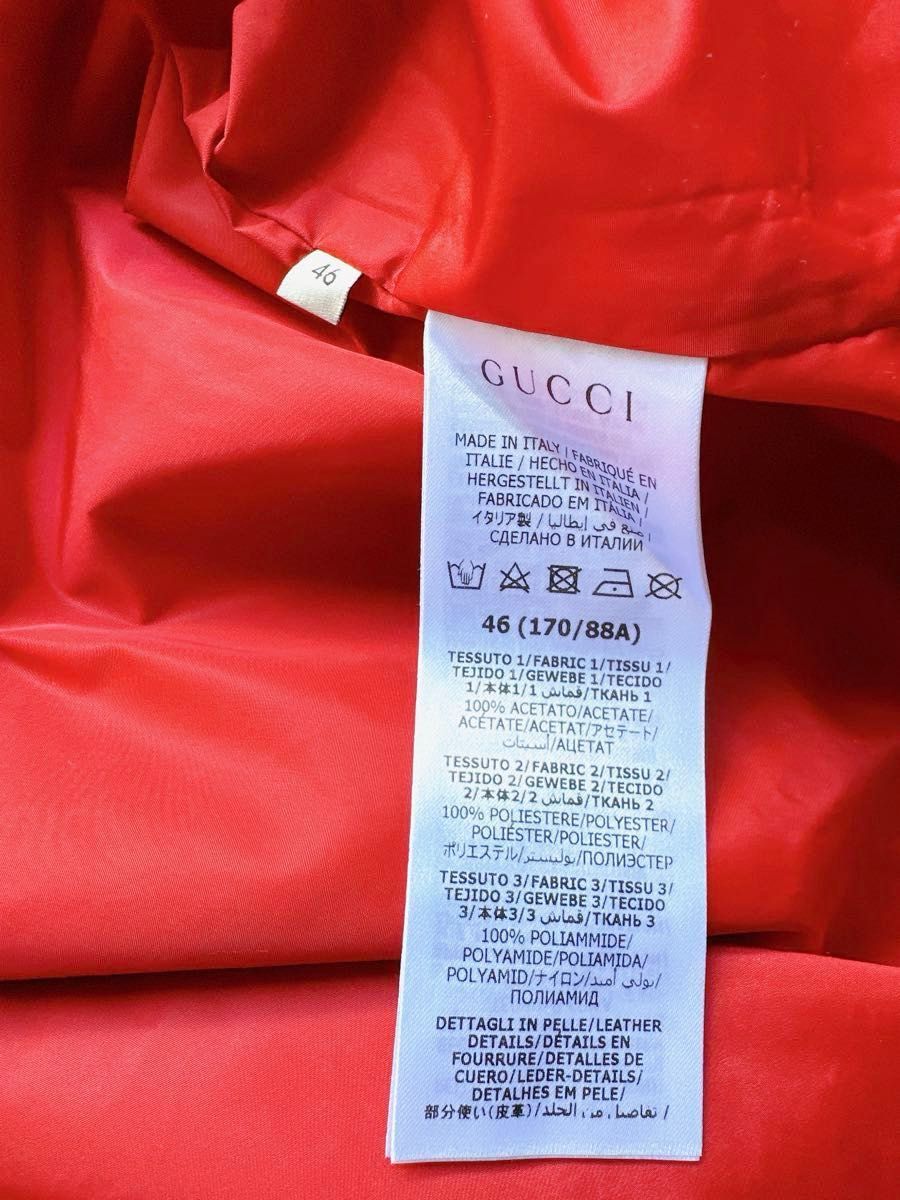 46
GUCCI
MADE IN ITALY / FABRIQUÉ EN
ITALIE / HECHO EN ITALIA /
HERGESTELLT IN ITALIEN /
FABRICADO EM ITÁLIA /
イタリア製 / صنع في إيطاليا /
СДЕЛАНО В ИТАЛИИ
46 (170/88A)
TESSUTO 1/FABRIC 1/TISSU 1/
TEJIDO 1/GEWEBE 1/TECIDO
1/本体1/1 قماش/ТКАНЬ 1
100% ACETATO/ACETATE/
ACÉTATE/ACETAT/アセテート/
أسيتات/АЦЕТАТ
TESSUTO 2/FABRIC 2/TISSU 2/
TEJIDO 2/GEWEBE 2/TECIDO
2/本体2/2 قماش/ТКАНЬ 2
100% POLIESTERE/POLYESTER/
POLIÉSTER/POLIESTER/
ポリエステル/بوليستر/ПОЛИЭСТЕР
TESSUTO 3/FABRIC 3/TISSU 3/
TEJIDO 3/GEWEBE 3/TECIDO
3/本体3/3 قماش/ТКАНЬ 3
100% POLIAMMIDE/
POLYAMIDE/POLIAMIDA/
POLYAMID/ナイロン/بولي أميد/
ПОЛИАМИД
DETTAGLI IN PELLE/LEATHER
DETAILS/DÉTAILS EN
FOURRURE/DETALLES DE
CUERO/LEDER-DETAILS/
DETALHES EM PELE/
部分使い(皮革)/تفاصيل من الجلد/